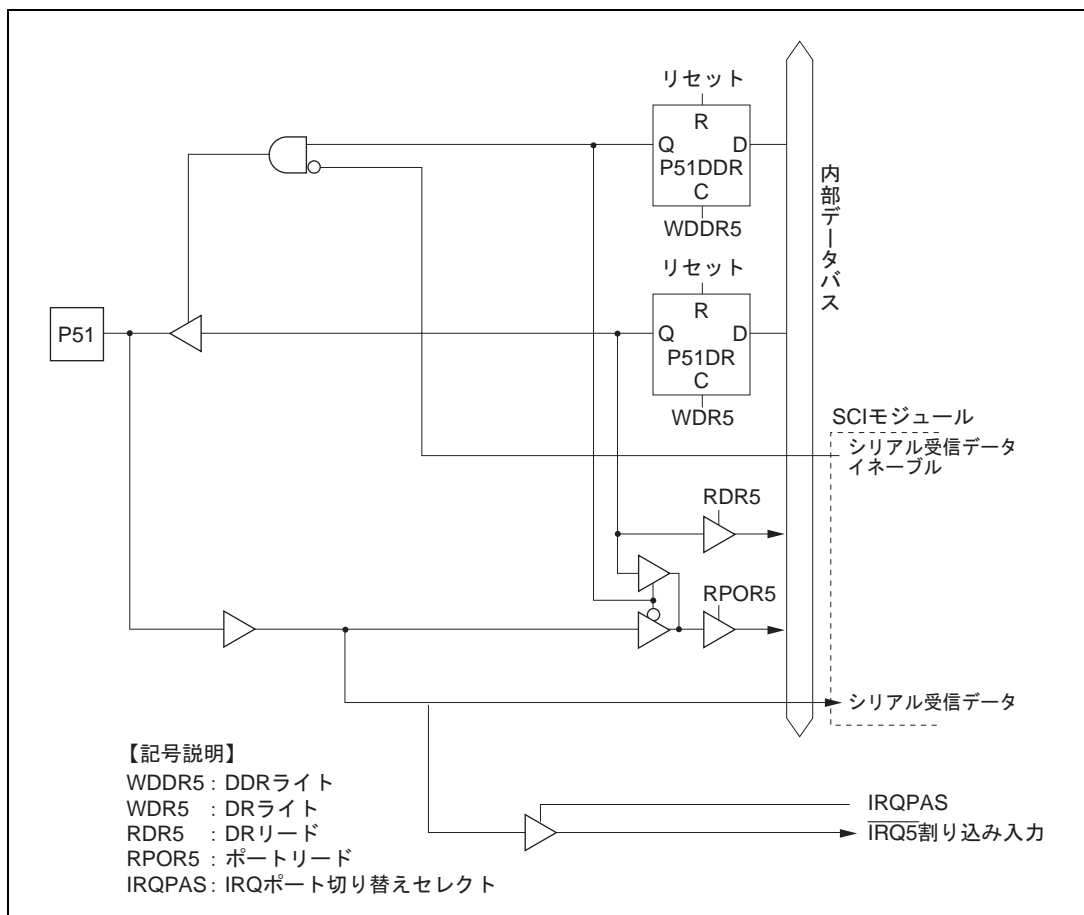 リセット
R
Q D
P51DDR
C
WDDR5
内部データバス
リセット
R
P51
Q D
P51DR
C
WDR5
SCIモジュール
シリアル受信データ
イネーブル
RDR5
RPOR5
シリアル受信データ
【記号説明】
WDDR5 : DDRライト
WDR5 : DRライト
RDR5 : DRリード
RPOR5 : ポートリード
IRQPAS : IRQポート切り替えセレクト
IRQPAS
IRQ5割り込み入力